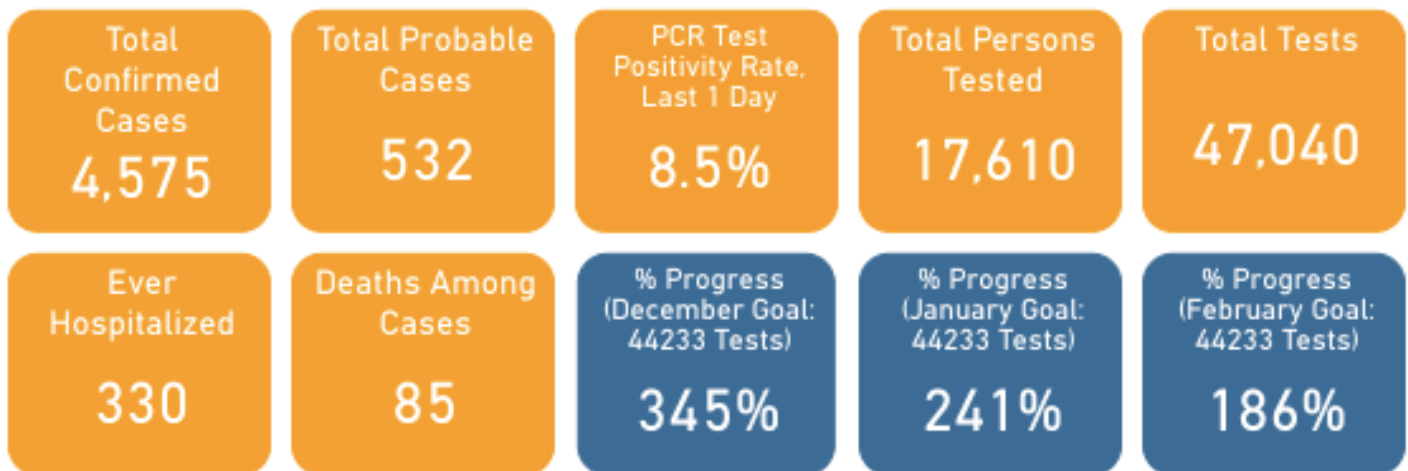 Total
Confirmed
Cases
4,575
Total Probable
Cases
532
PCR Test
Positivity Rate,
Last 1 Day
8.5%
Total Persons
Tested
17,610
Total Tests
47,040
Ever
Hospitalized
330
Deaths Among
Cases
85
% Progress
(December Goal:
44233 Tests)
345%
% Progress
(January Goal:
44233 Tests)
241%
% Progress
(February Goal:
44233 Tests)
186%